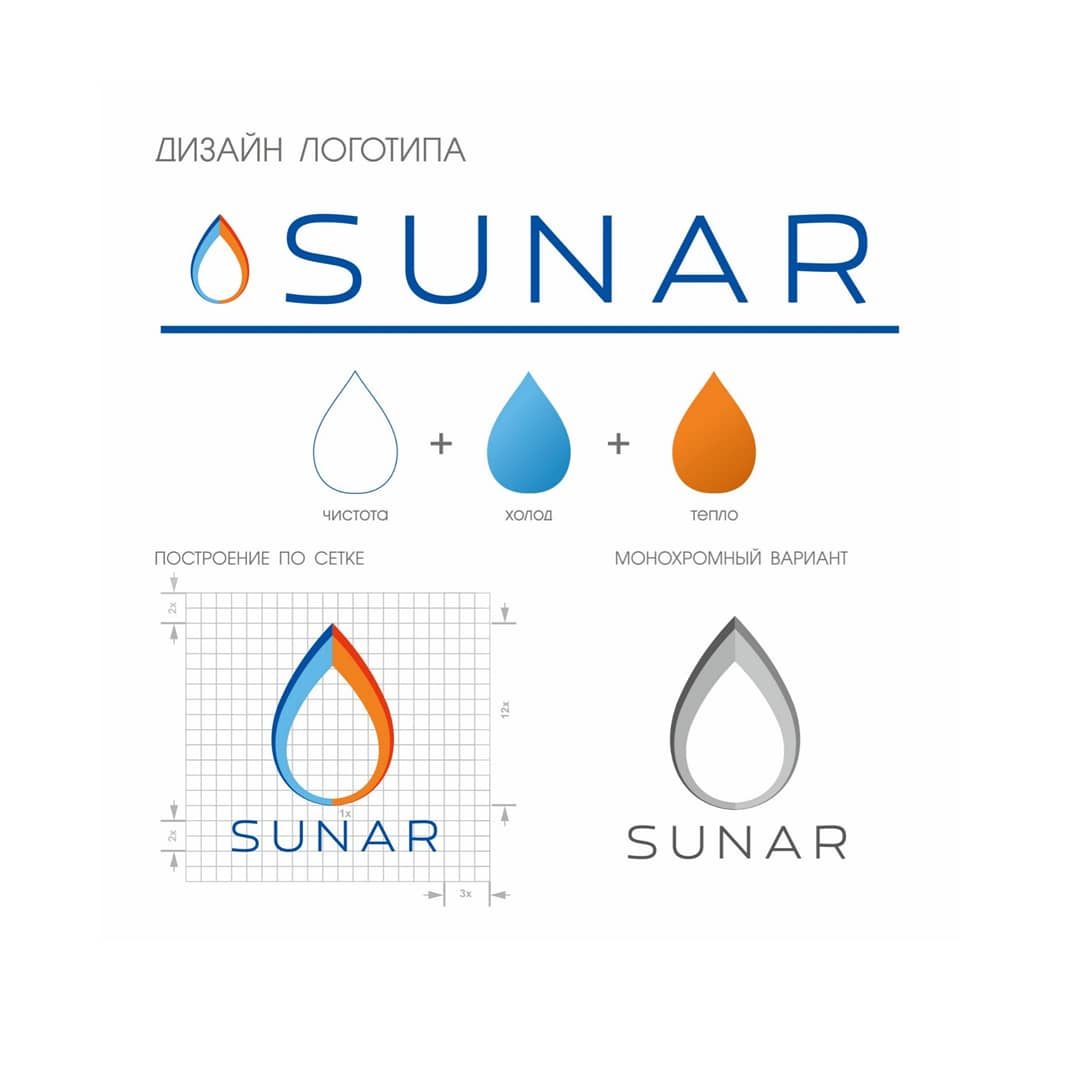 ДИЗАЙН ЛОГОТИПА
SUNAR
+ +
чистота холод тепло
ПОСТРОЕНИЕ ПО СЕТКЕ
2x
12x
1x
2x
SUNAR
3x
МОНОХРОМНЫЙ ВАРИАНТ
SUNAR